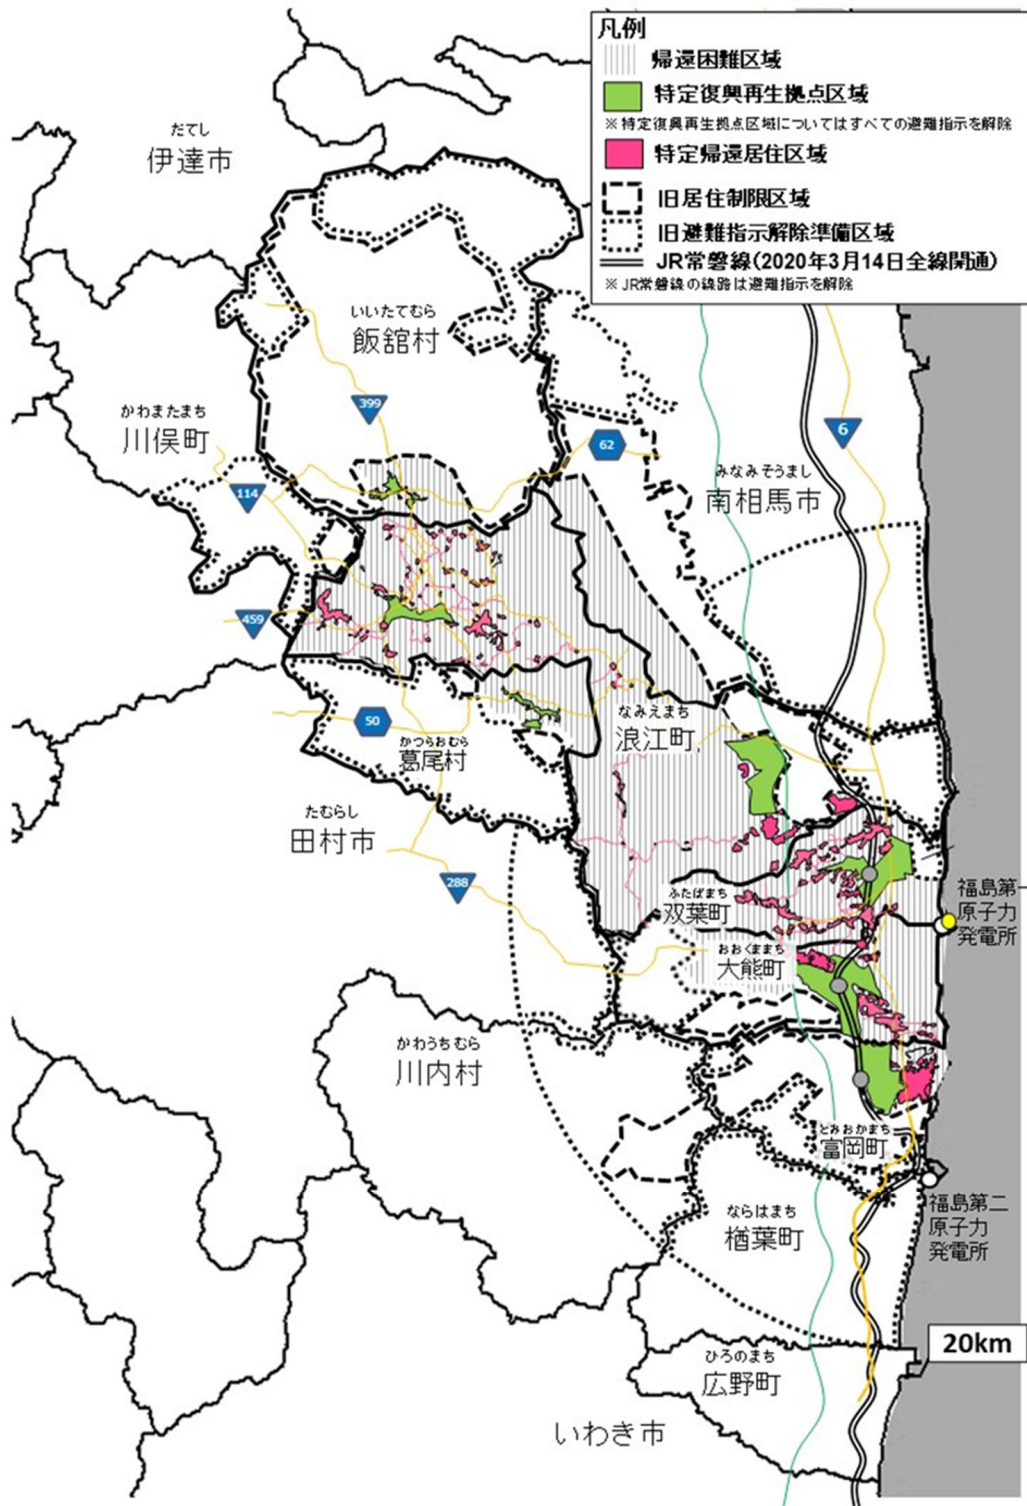 凡例
帰還困難区域
特定復興再生拠点区域
※特定復興再生拠点区域についてはすべての避難指示を解除
特定帰還居住区域
旧居住制限区域
旧避難指示解除準備区域
JR常磐線(2020年3月14日全線開通)
※ JR常磐線の線路は避難指示を解除
だてし
伊達市
いいたてむら
飯舘村
かわまたまち
川俣町
399
6
62
みなみそうまし
南相馬市
114
459
なみえまち
浪江町
50
かつらおむら
葛尾村
たむらし
田村市
288
ふたばまち
双葉町
福島第一
原子力
発電所
おおくままち
大熊町
かわうちむら
川内村
とみおかまち
富岡町
ならはまち
楢葉町
福島第二
原子力
発電所
20km
ひろのまち
広野町
いわき市